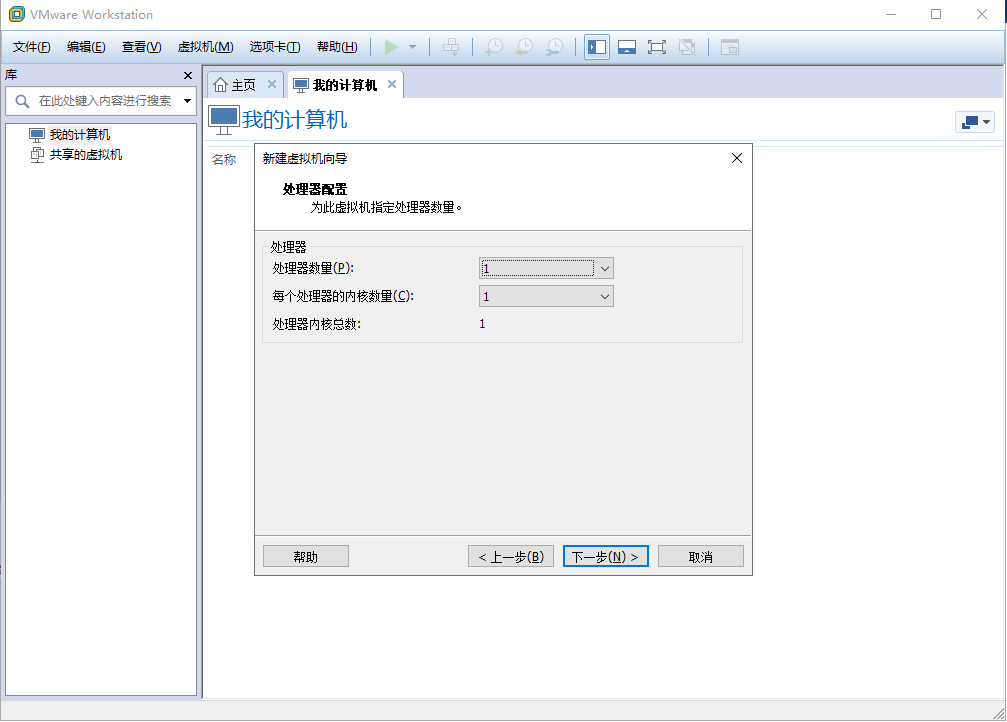 VMware Workstation
文件(F) 编辑(E) 查看(V) 虚拟机(M) 选项卡(T) 帮助(H)
库
在此处键入内容进行搜索
我的计算机
共享的虚拟机
主页 我的计算机
我的计算机
名称
新建虚拟机向导
处理器配置
为此虚拟机指定处理器数量。
处理器
处理器数量(P): 1
每个处理器的内核数量(C): 1
处理器内核总数: 1
帮助 < 上一步(B) 下一步(N) > 取消